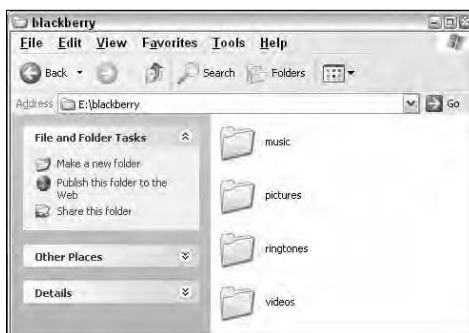 blackberry
File Edit View Favorites Tools Help
Back Search Folders
Address E:\blackberry Go
File and Folder Tasks
Make a new folder
Publish this folder to the
Web
Share this folder
Other Places
Details
music
pictures
ringtones
videos